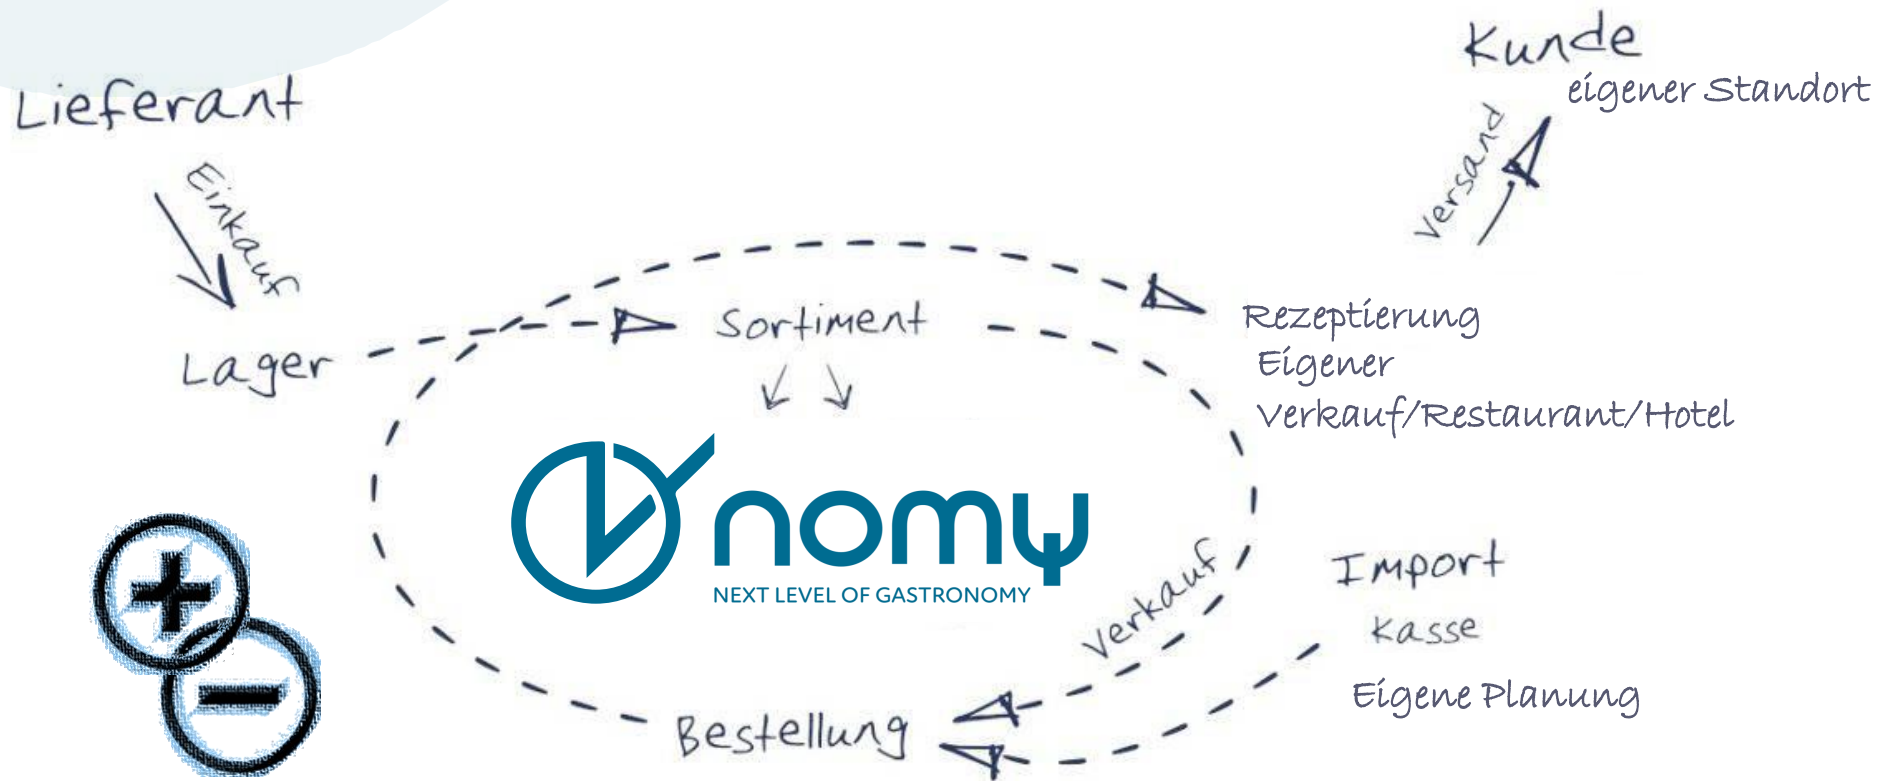 Kunde
eigener Standort
Lieferant
Einkauf
Versand
Sortiment
Lager
Rezeptierung
Eigener
Verkauf/Restaurant/Hotel
nomy
NEXT LEVEL OF GASTRONOMY
Verkauf
Import
Kasse
Eigene Planung
Bestellung